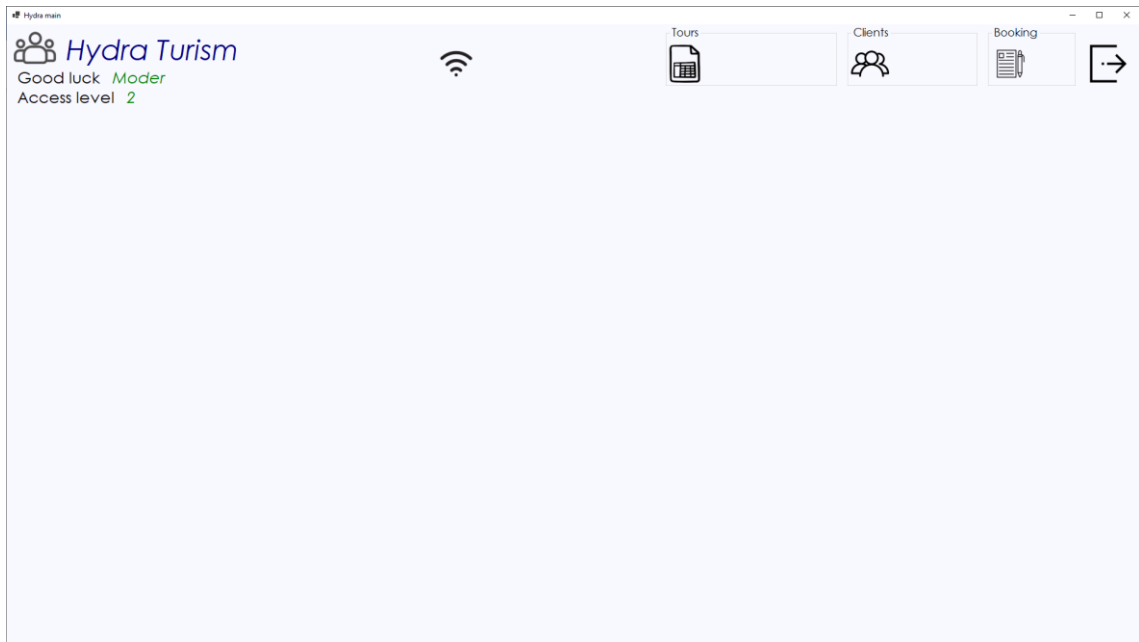 Hydra main
Hydra Turism
Good luck Moder
Access level 2
Tours
Clients
Booking